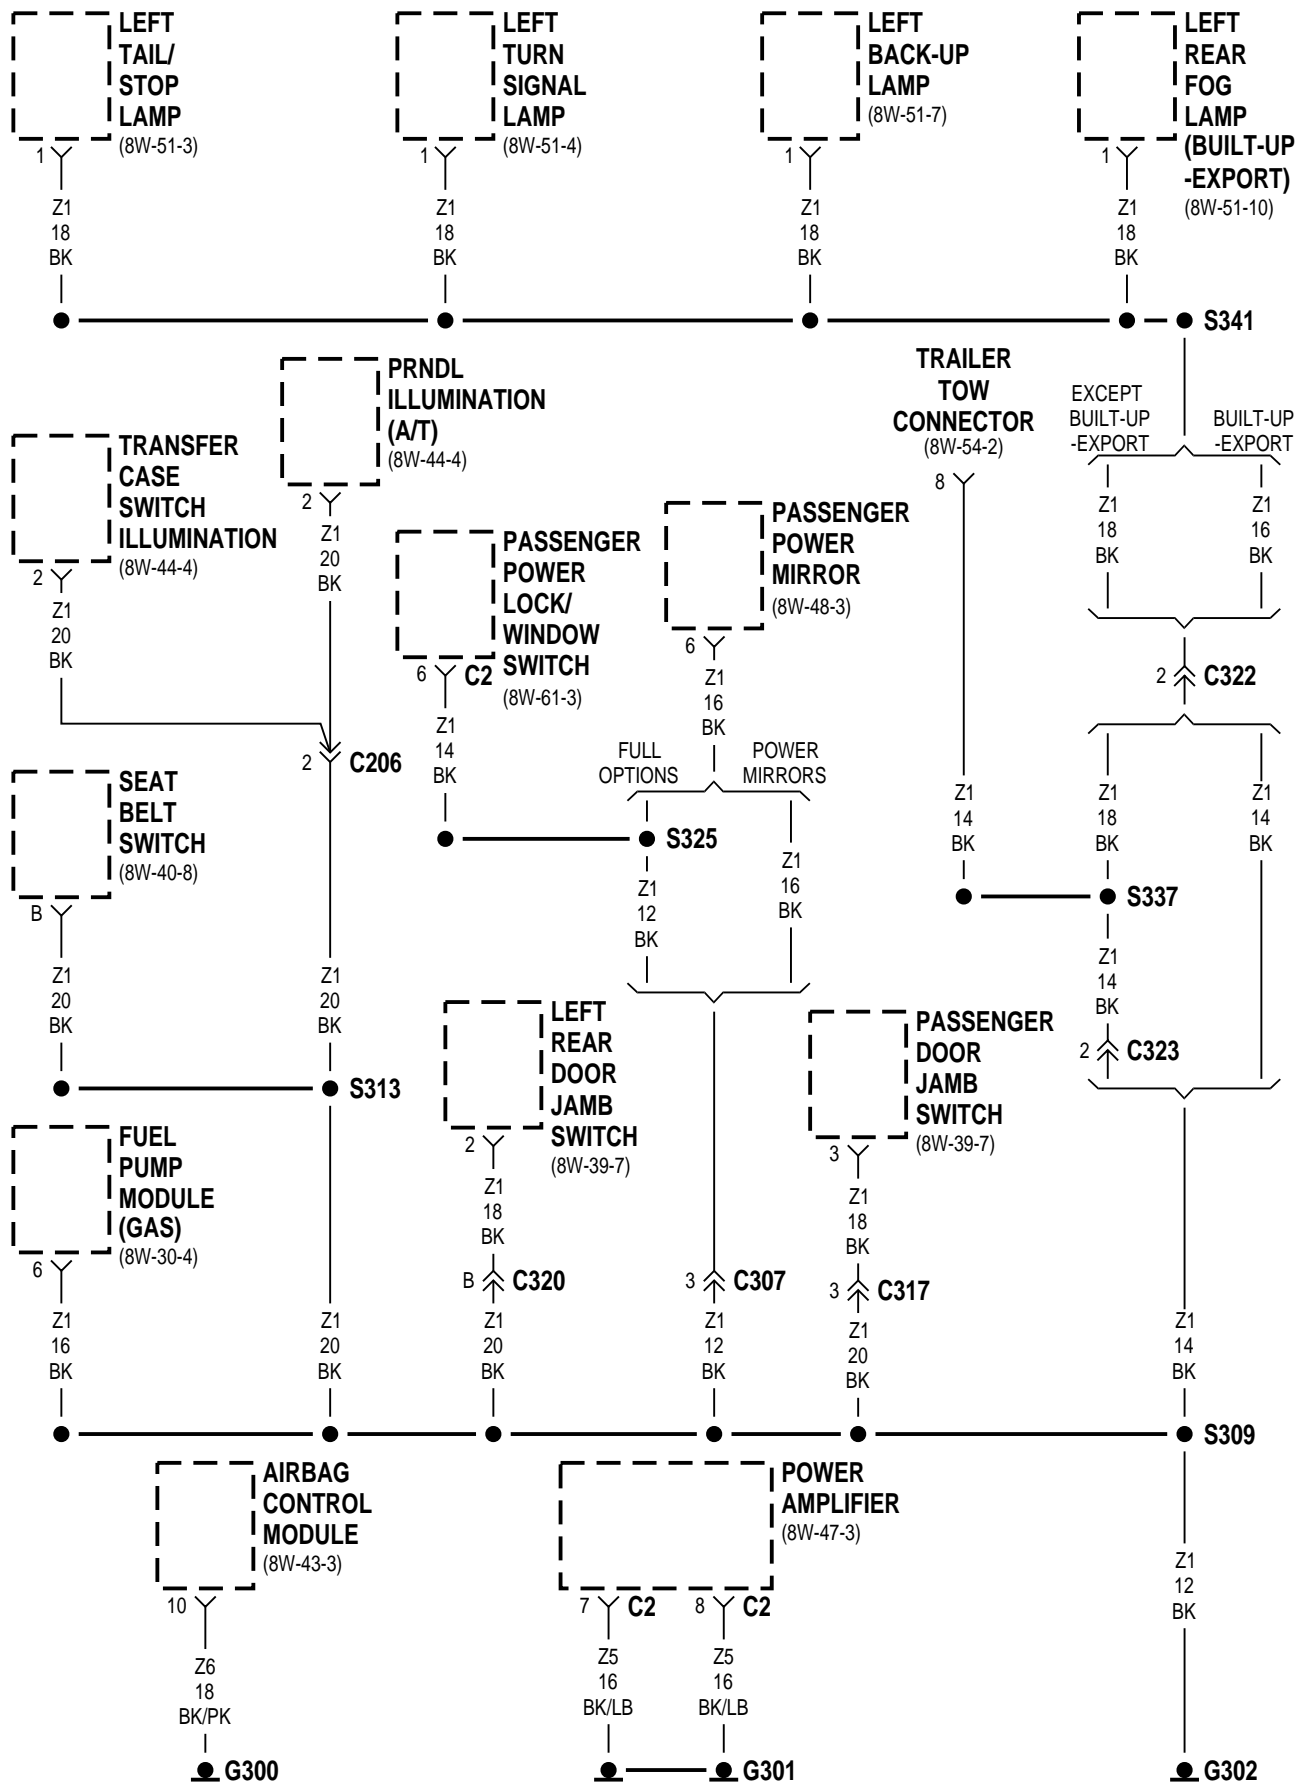 LEFT
TAIL/
STOP
LAMP
(8W-51-3)
1
Z1
18
BK
LEFT
TURN
SIGNAL
LAMP
(8W-51-4)
1
Z1
18
BK
LEFT
BACK-UP
LAMP
(8W-51-7)
1
Z1
18
BK
LEFT
REAR
FOG
LAMP
(BUILT-UP
-EXPORT)
(8W-51-10)
1
Z1
18
BK
S341
PRNDL
ILLUMINATION
(A/T)
(8W-44-4)
2
Z1
20
BK
TRANSFER
CASE
SWITCH
ILLUMINATION
(8W-44-4)
2
Z1
20
BK
2
C206
PASSENGER
POWER
LOCK/
WINDOW
SWITCH
(8W-61-3)
6
C2
Z1
14
BK
PASSENGER
POWER
MIRROR
(8W-48-3)
6
Z1
16
BK
FULL
OPTIONS
POWER
MIRRORS
S325
Z1
12
BK
Z1
16
BK
TRAILER
TOW
CONNECTOR
(8W-54-2)
8
Z1
14
BK
EXCEPT
BUILT-UP
-EXPORT
BUILT-UP
-EXPORT
Z1
18
BK
Z1
16
BK
2
C322
Z1
18
BK
Z1
14
BK
S337
Z1
14
BK
2
C323
SEAT
BELT
SWITCH
(8W-40-8)
B
Z1
20
BK
Z1
20
BK
S313
LEFT
REAR
DOOR
JAMB
SWITCH
(8W-39-7)
2
Z1
18
BK
B
C320
Z1
20
BK
3
C307
Z1
12
BK
PASSENGER
DOOR
JAMB
SWITCH
(8W-39-7)
3
Z1
18
BK
3
C317
Z1
20
BK
FUEL
PUMP
MODULE
(GAS)
(8W-30-4)
6
Z1
16
BK
Z1
20
BK
Z1
14
BK
S309
AIRBAG
CONTROL
MODULE
(8W-43-3)
10
Z6
18
BK/PK
G300
POWER
AMPLIFIER
(8W-47-3)
7
C2
8
C2
Z5
16
BK/LB
Z5
16
BK/LB
G301
Z1
12
BK
G302